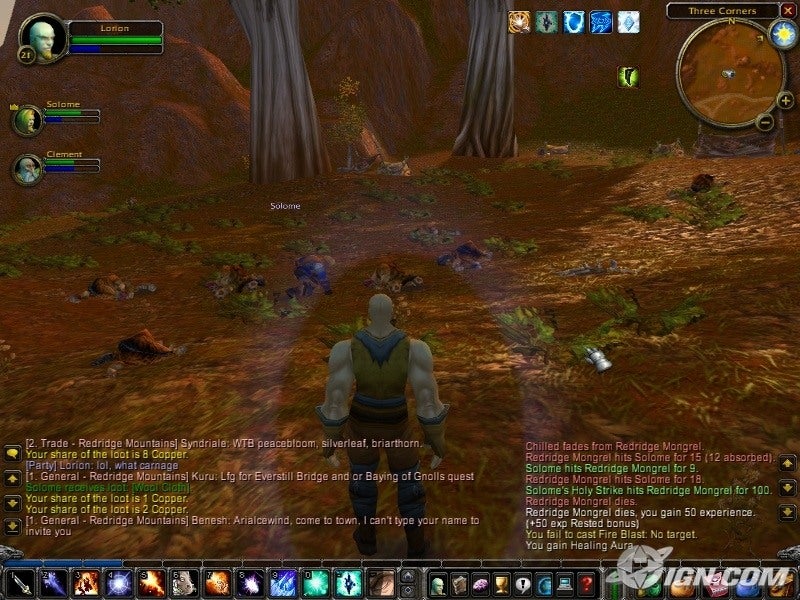 Three Corners
Lorion
21
N
Solome
Clement
Solome
[2. Trade - Redridge Mountains] Syndriale: WTB peacebloom, silverleaf, briarthorn.
Your share of the loot is 8 Copper.
[Party] Lorion: lol, what carnage
[1. General - Redridge Mountains] Kuru: Lfg for Everstill Bridge and or Baying of Gnolls quest
Solome receives loot: [Wool Cloth]
Your share of the loot is 1 Copper.
Your share of the loot is 2 Copper.
[1. General - Redridge Mountains] Benesh: Arialcewind, come to town, I can't type your name to
invite you
Chilled fades from Redridge Mongrel.
Redridge Mongrel hits Solome for 15 (12 absorbed).
Solome hits Redridge Mongrel for 9.
Redridge Mongrel hits Solome for 18.
Solome's Holy Strike hits Redridge Mongrel for 100.
Redridge Mongrel dies.
Redridge Mongrel dies, you gain 50 experience.
(+50 exp Rested bonus)
You fail to cast Fire Blast: No target.
You gain Healing Aura.
IGN.COM